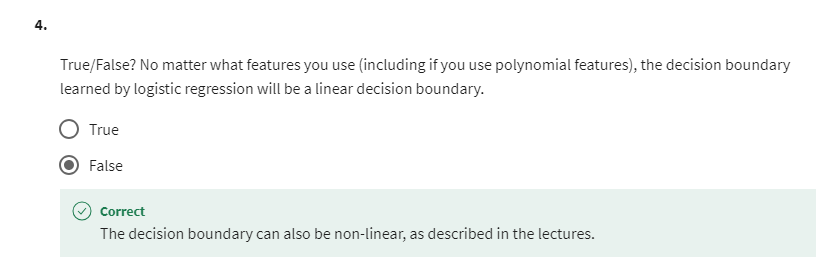 4.
True/False? No matter what features you use (including if you use polynomial features), the decision boundary
learned by logistic regression will be a linear decision boundary.
True
False
Correct
The decision boundary can also be non-linear, as described in the lectures.